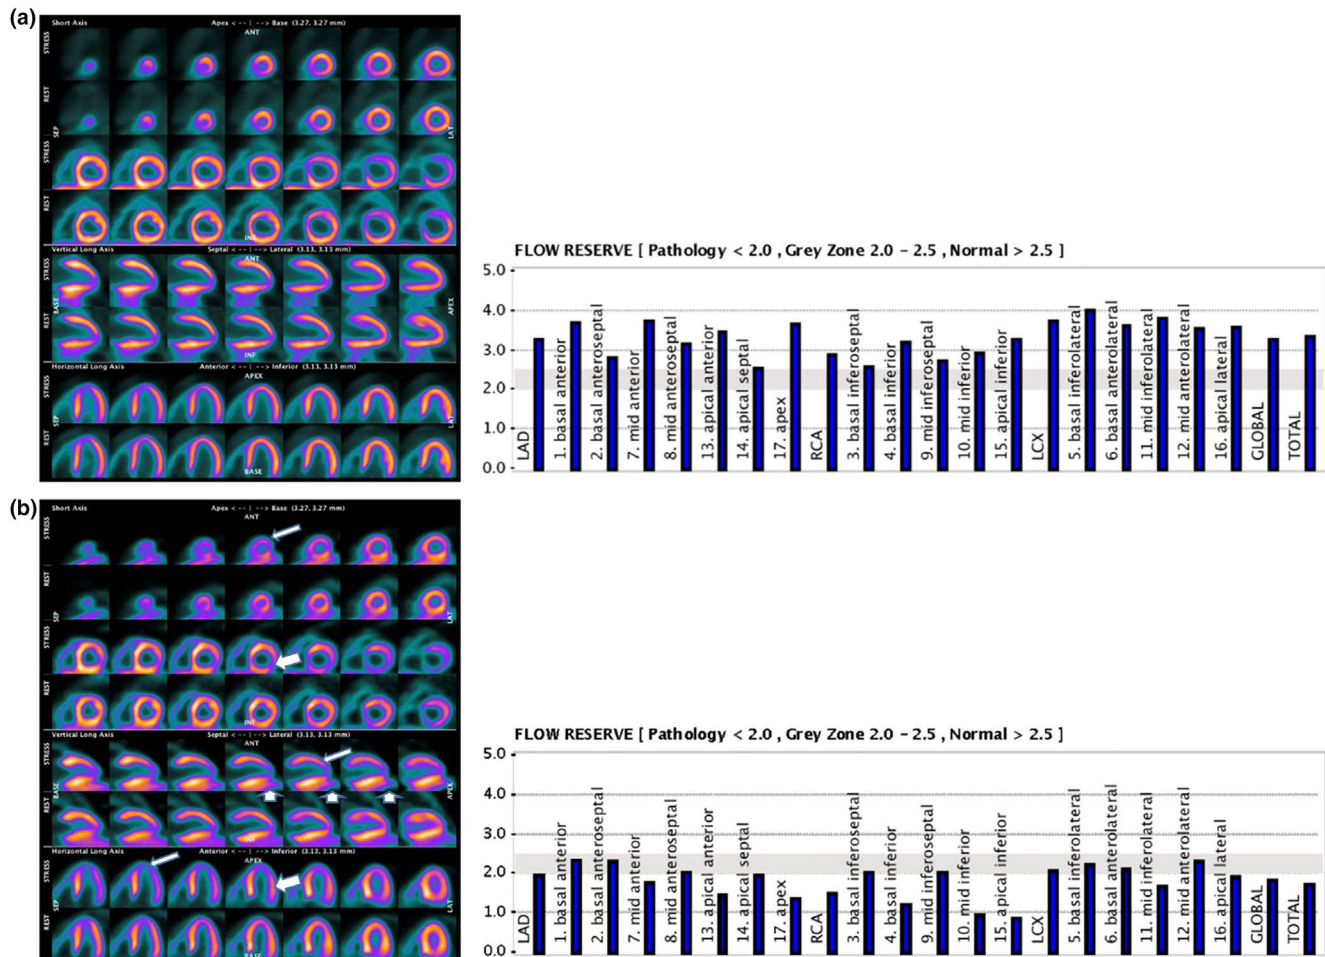 (a)
Short Axis Apex < -- | --> Base (3.27, 3.27 mm)
ANT
STRESS
REST
SEP
LAT
STRESS
REST
INF
Vertical Long Axis Septal < -- | --> Lateral (3.13, 3.13 mm)
ANT
STRESS
BASE
APEX
REST
INF
Horizontal Long Axis Anterior < -- | --> Inferior (3.13, 3.13 mm)
APEX
STRESS
SEP
LAT
REST
BASE
FLOW RESERVE [ Pathology < 2.0 , Grey Zone 2.0 - 2.5 , Normal > 2.5 ]
5.0
4.0
3.0
2.0
1.0
0.0
LAD
1. basal anterior
2. basal anteroseptal
7. mid anterior
8. mid anteroseptal
13. apical anterior
14. apical septal
17. apex
RCA
3. basal inferoseptal
4. basal inferior
9. mid inferoseptal
10. mid inferior
15. apical inferior
LCX
5. basal inferolateral
6. basal anterolateral
11. mid inferolateral
12. mid anterolateral
16. apical lateral
GLOBAL
TOTAL
(b)
Short Axis Apex < -- | --> Base (3.27, 3.27 mm)
ANT
STRESS
REST
SEP
LAT
STRESS
REST
INF
Vertical Long Axis Septal < -- | --> Lateral (3.13, 3.13 mm)
ANT
STRESS
BASE
APEX
REST
INF
Horizontal Long Axis Anterior < -- | --> Inferior (3.13, 3.13 mm)
APEX
STRESS
SEP
LAT
REST
BASE
FLOW RESERVE [ Pathology < 2.0 , Grey Zone 2.0 - 2.5 , Normal > 2.5 ]
5.0
4.0
3.0
2.0
1.0
0.0
LAD
1. basal anterior
2. basal anteroseptal
7. mid anterior
8. mid anteroseptal
13. apical anterior
14. apical septal
17. apex
RCA
3. basal inferoseptal
4. basal inferior
9. mid inferoseptal
10. mid inferior
15. apical inferior
LCX
5. basal inferolateral
6. basal anterolateral
11. mid inferolateral
12. mid anterolateral
16. apical lateral
GLOBAL
TOTAL